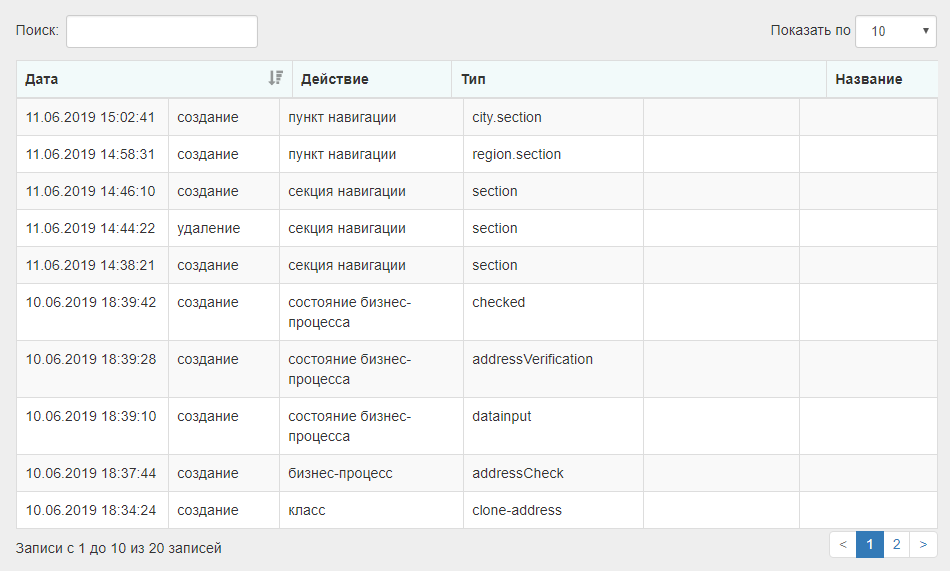 Поиск: Показать по 10
Дата Действие Тип Название
11.06.2019 15:02:41 создание пункт навигации city.section
11.06.2019 14:58:31 создание пункт навигации region.section
11.06.2019 14:46:10 создание секция навигации section
11.06.2019 14:44:22 удаление секция навигации section
11.06.2019 14:38:21 создание секция навигации section
10.06.2019 18:39:42 создание состояние бизнес- checked
процесса
10.06.2019 18:39:28 создание состояние бизнес- addressVerification
процесса
10.06.2019 18:39:10 создание состояние бизнес- datainput
процесса
10.06.2019 18:37:44 создание бизнес-процесс addressCheck
10.06.2019 18:34:24 создание класс clone-address
Записи с 1 до 10 из 20 записей < 1 2 >